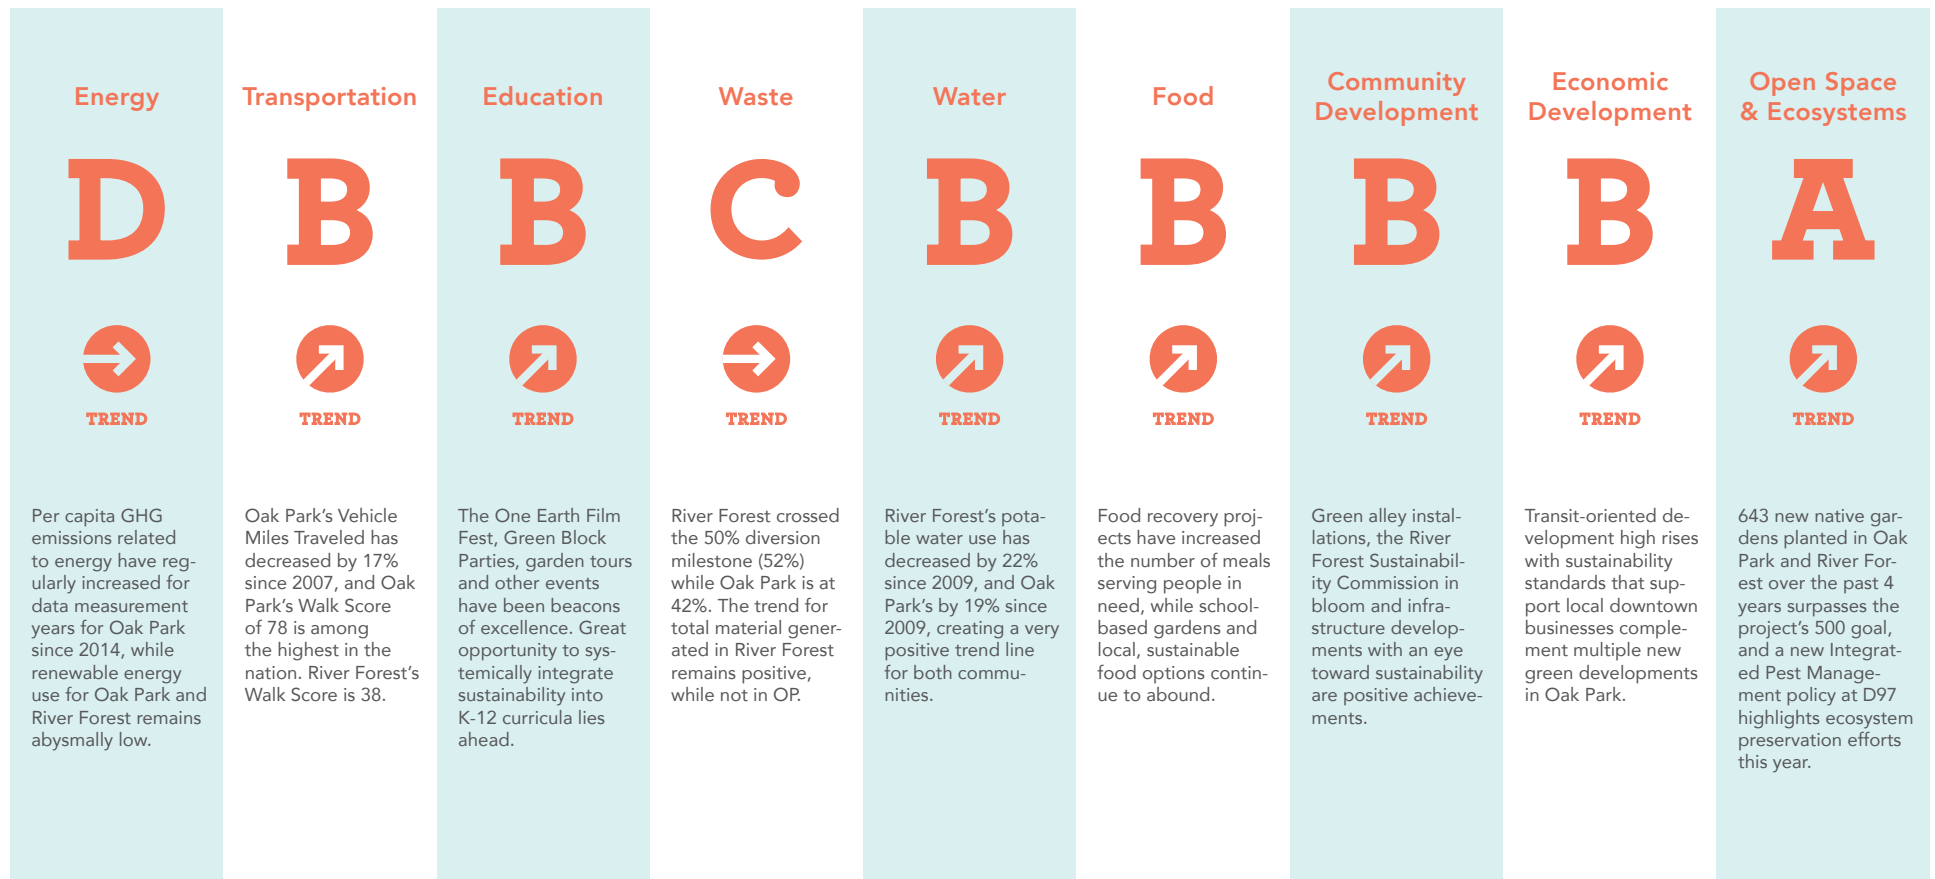 Energy
D
TREND
Per capita GHG
emissions related
to energy have reg-
ularly increased for
data measurement
years for Oak Park
since 2014, while
renewable energy
use for Oak Park and
River Forest remains
abysmally low.
Transportation
B
TREND
Oak Park's Vehicle
Miles Traveled has
decreased by 17%
since 2007, and Oak
Park's Walk Score
of 78 is among
the highest in the
nation. River Forest's
Walk Score is 38.
Education
B
TREND
The One Earth Film
Fest, Green Block
Parties, garden tours
and other events
have been beacons
of excellence. Great
opportunity to sys-
temically integrate
sustainability into
K-12 curricula lies
ahead.
Waste
C
TREND
River Forest crossed
the 50% diversion
milestone (52%)
while Oak Park is at
42%. The trend for
total material gener-
ated in River Forest
remains positive,
while not in OP.
Water
B
TREND
River Forest's pota-
ble water use has
decreased by 22%
since 2009, and Oak
Park's by 19% since
2009, creating a very
positive trend line
for both commu-
nities.
Food
B
TREND
Food recovery proj-
ects have increased
the number of meals
serving people in
need, while school-
based gardens and
local, sustainable
food options contin-
ue to abound.
Community
Development
B
TREND
Green alley instal-
lations, the River
Forest Sustainabil-
ity Commission in
bloom and infra-
structure develop-
ments with an eye
toward sustainability
are positive achieve-
ments.
Economic
Development
B
TREND
Transit-oriented de-
velopment high rises
with sustainability
standards that sup-
port local downtown
businesses comple-
ment multiple new
green developments
in Oak Park.
Open Space
& Ecosystems
A
TREND
643 new native gar-
dens planted in Oak
Park and River For-
est over the past 4
years surpasses the
project's 500 goal,
and a new Integrat-
ed Pest Manage-
ment policy at D97
highlights ecosystem
preservation efforts
this year.